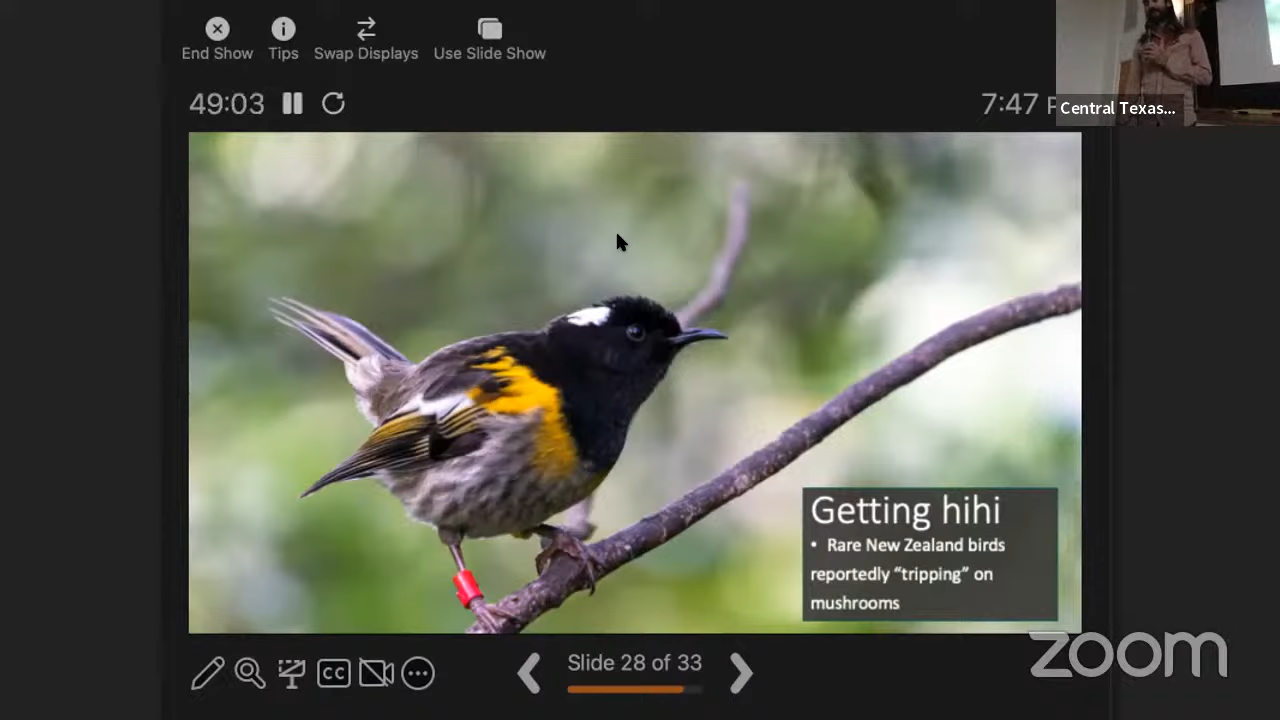 End Show
Tips
Swap Displays
Use Slide Show
49:03
7:47 P
Central Texas...
Getting hihi
• Rare New Zealand birds
reportedly “tripping” on
mushrooms
CC
Slide 28 of 33
zoom